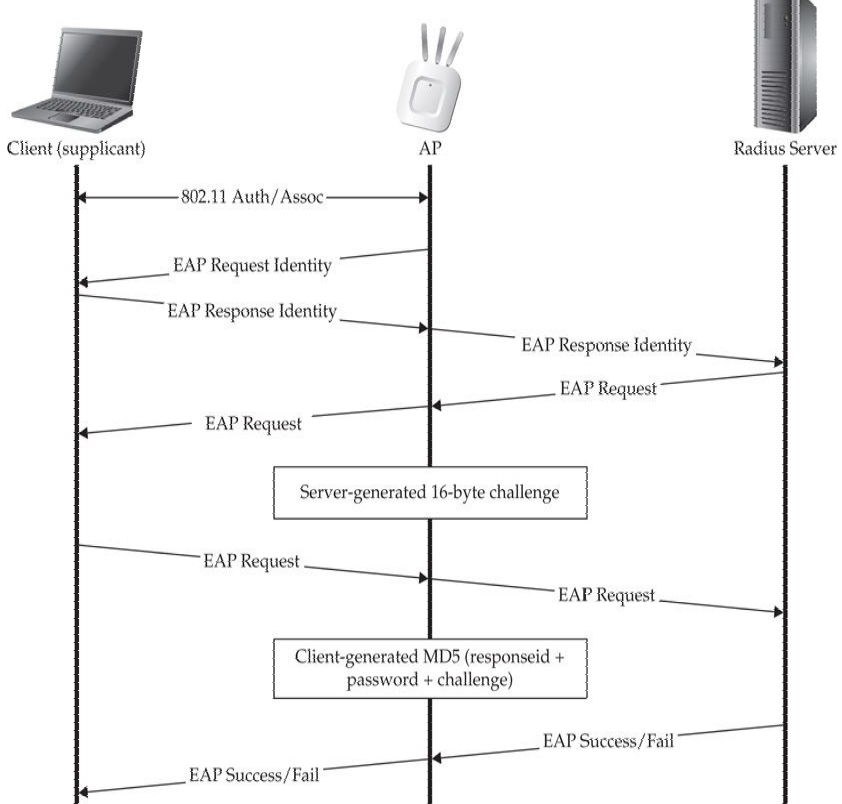 Client (supplicant)
AP
Radius Server
802.11 Auth/Assoc
EAP Request Identity
EAP Response Identity
EAP Response Identity
EAP Request
EAP Request
Server-generated 16-byte challenge
EAP Request
EAP Request
Client-generated MD5 (responseid +
password + challenge)
EAP Success/Fail
EAP Success/Fail